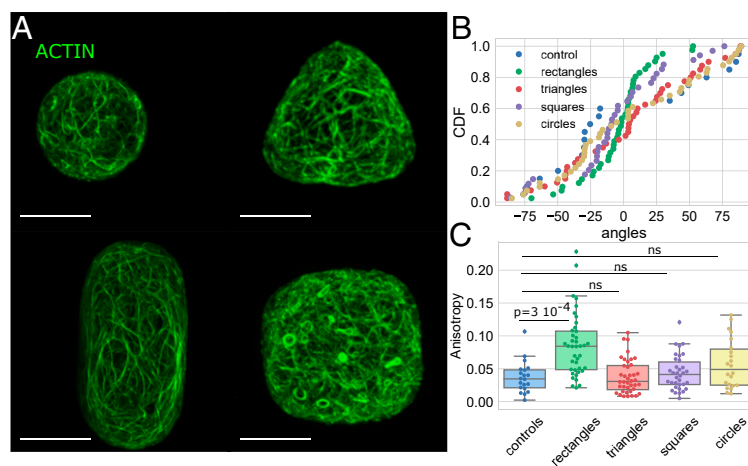 A
ACTIN
B
CDF
1.0
0.8
0.6
0.4
0.2
0.0
control
rectangles
triangles
squares
circles
−75 −50 −25 0 25 50 75
angles
C
Anisotropy
0.20
0.15
0.10
0.05
0.00
ns
ns
ns
p=3 10⁻⁴
controls
rectangles
triangles
squares
circles